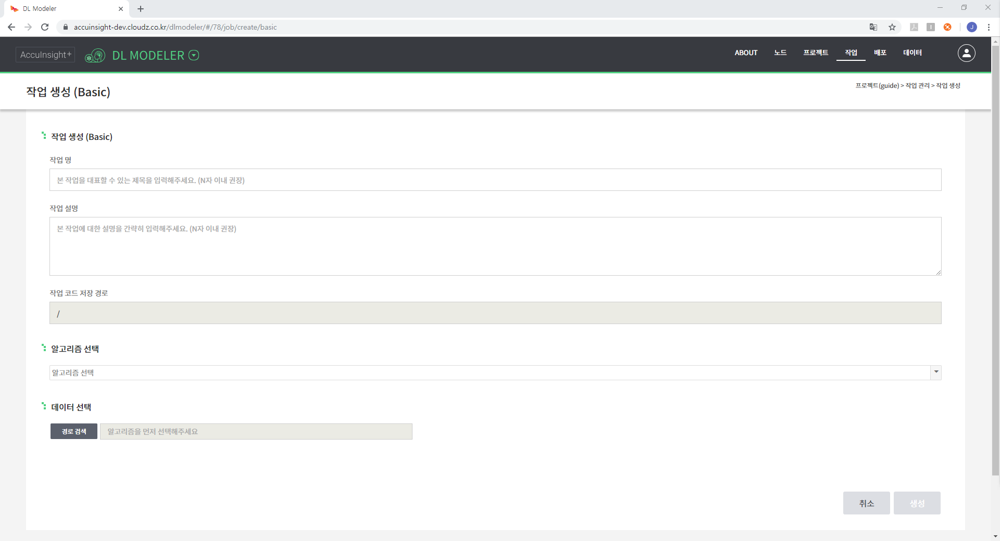 DL Modeler
accuinsight-dev.cloudz.co.kr/dlmodeler/#/78/job/create/basic
J
AccuInsight+
DL MODELER
ABOUT 노드 프로젝트 작업 배포 데이터
작업 생성 (Basic)
프로젝트(guide) > 작업 관리 > 작업 생성
작업 생성 (Basic)
작업 명
본 작업을 대표할 수 있는 제목을 입력해주세요. (N자 이내 권장)
작업 설명
본 작업에 대한 설명을 간략히 입력해주세요. (N자 이내 권장)
작업 코드 저장 경로
/
알고리즘 선택
알고리즘 선택
데이터 선택
경로 검색 알고리즘을 먼저 선택해주세요
취소 생성